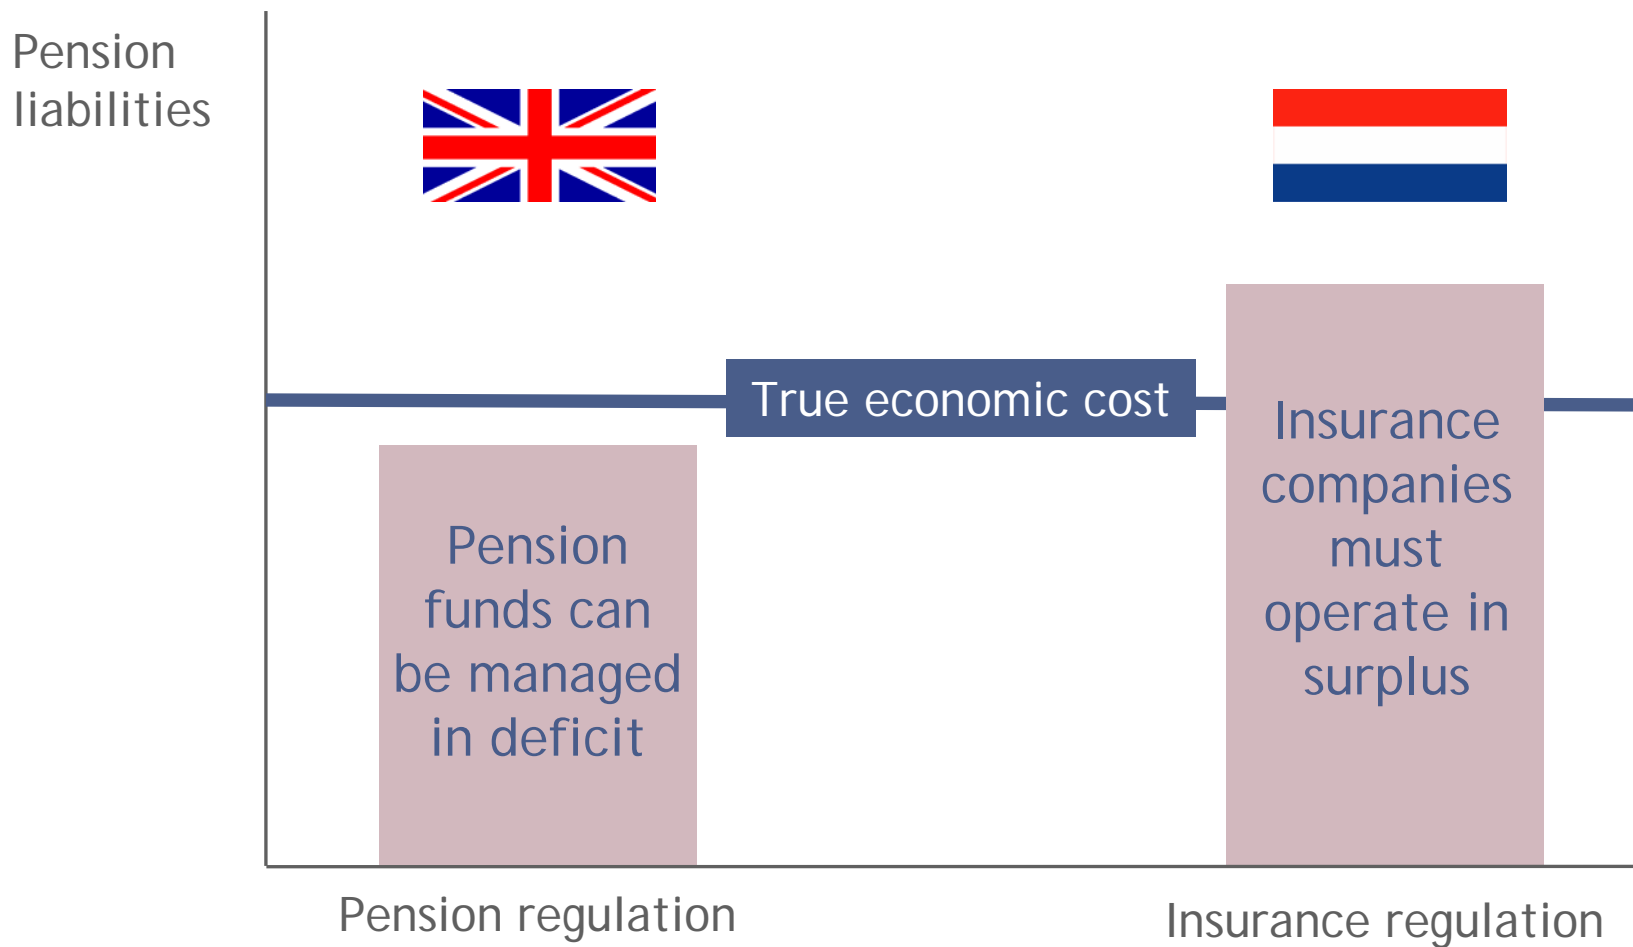 Pension
liabilities
True economic cost
Pension
funds can
be managed
in deficit
Insurance
companies
must
operate in
surplus
Pension regulation
Insurance regulation